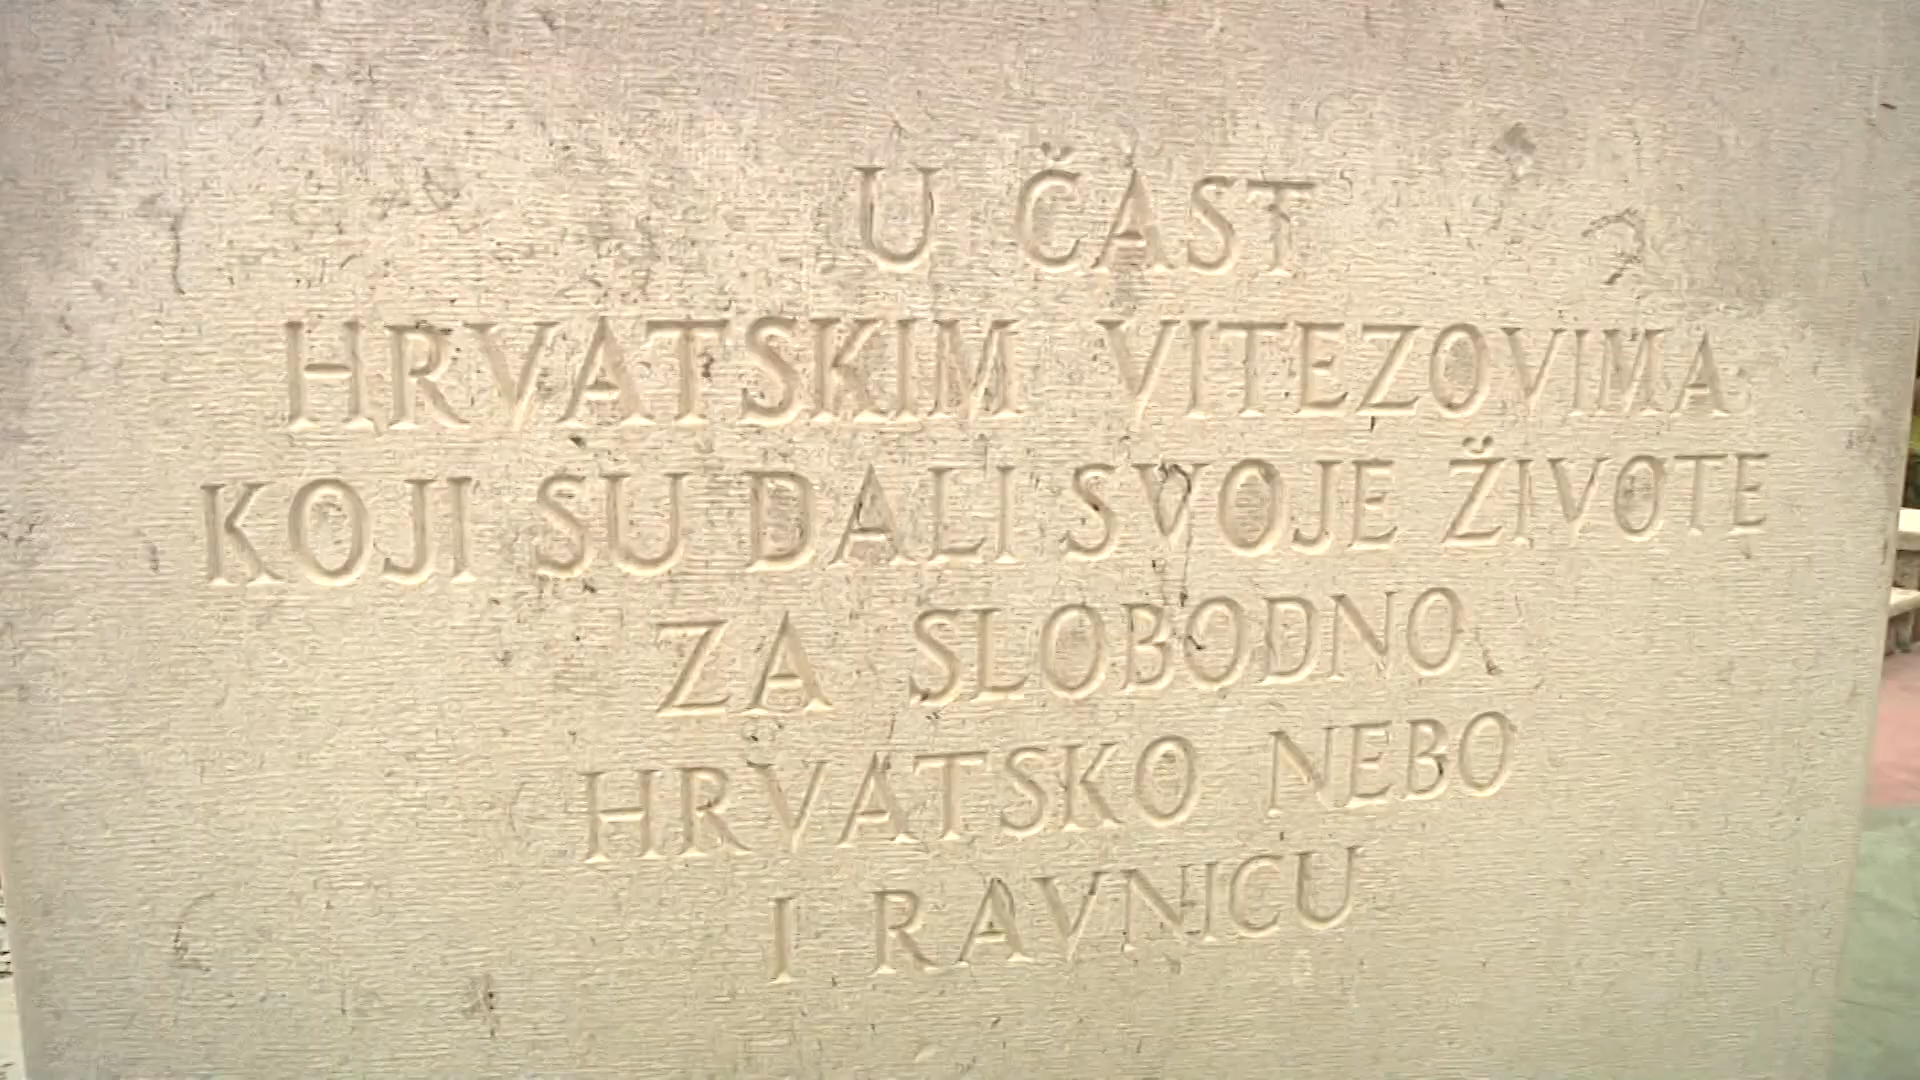 U ČAST
HRVATSKIM VITEZOVIMA
KOJI SU DALI SVOJE ŽIVOTE
ZA SLOBODNO
HRVATSKO NEBO
I RAVNICU